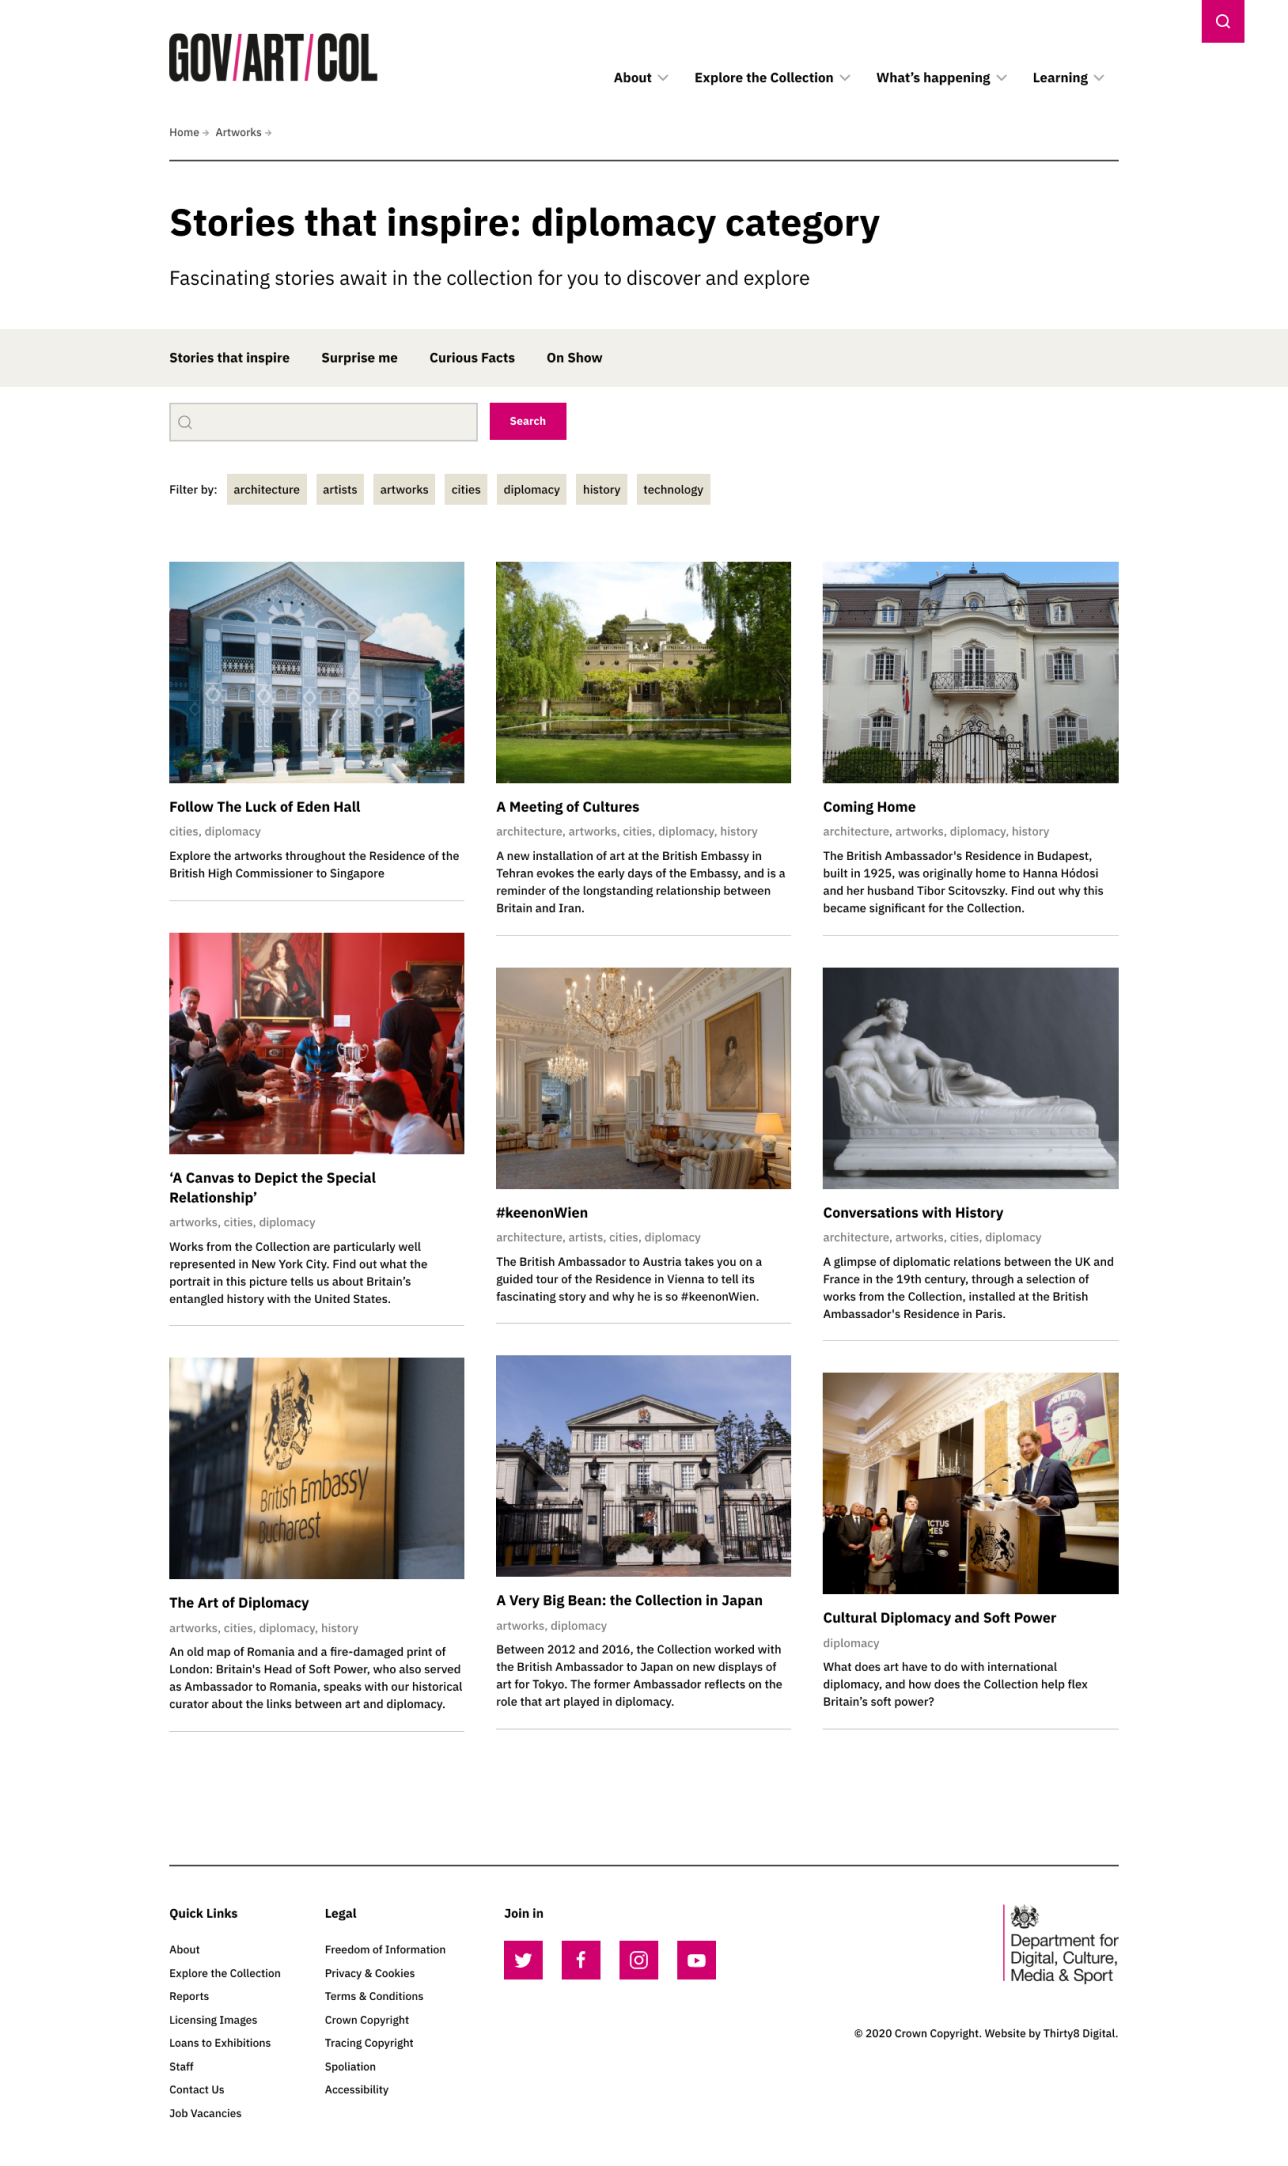 GOV/ART/COL
About
Explore the Collection
What's happening
Learning
Home
Artworks
Stories that inspire: diplomacy category
Fascinating stories await in the collection for you to discover and explore
Stories that inspire
Surprise me
Curious Facts
On Show
Search
Filter by:
architecture
artists
artworks
cities
diplomacy
history
technology
Follow The Luck of Eden Hall
cities, diplomacy
Explore the artworks throughout the Residence of the
British High Commissioner to Singapore
A Meeting of Cultures
architecture, artworks, cities, diplomacy, history
A new installation of art at the British Embassy in
Tehran evokes the early days of the Embassy, and is a
reminder of the longstanding relationship between
Britain and Iran.
Coming Home
architecture, artworks, diplomacy, history
The British Ambassador's Residence in Budapest,
built in 1925, was originally home to Hanna Hódosi
and her husband Tibor Scitovszky. Find out why this
became significant for the Collection.
‘A Canvas to Depict the Special
Relationship’
artworks, cities, diplomacy
Works from the Collection are particularly well
represented in New York City. Find out what the
portrait in this picture tells us about Britain’s
entangled history with the United States.
#keenonWien
architecture, artists, cities, diplomacy
The British Ambassador to Austria takes you on a
guided tour of the Residence in Vienna to tell its
fascinating story and why he is so #keenonWien.
Conversations with History
architecture, artworks, cities, diplomacy
A glimpse of diplomatic relations between the UK and
France in the 19th century, through a selection of
works from the Collection, installed at the British
Ambassador's Residence in Paris.
British Embassy
Bucharest
The Art of Diplomacy
artworks, cities, diplomacy, history
An old map of Romania and a fire-damaged print of
London: Britain's Head of Soft Power, who also served
as Ambassador to Romania, speaks with our historical
curator about the links between art and diplomacy.
A Very Big Bean: the Collection in Japan
artworks, diplomacy
Between 2012 and 2016, the Collection worked with
the British Ambassador to Japan on new displays of
art for Tokyo. The former Ambassador reflects on the
role that art played in diplomacy.
Cultural Diplomacy and Soft Power
diplomacy
What does art have to do with international
diplomacy, and how does the Collection help flex
Britain’s soft power?
Quick Links
About
Explore the Collection
Reports
Licensing Images
Loans to Exhibitions
Staff
Contact Us
Job Vacancies
Legal
Freedom of Information
Privacy & Cookies
Terms & Conditions
Crown Copyright
Tracing Copyright
Spoliation
Accessibility
Join in
Department for
Digital, Culture,
Media & Sport
© 2020 Crown Copyright. Website by Thirty8 Digital.